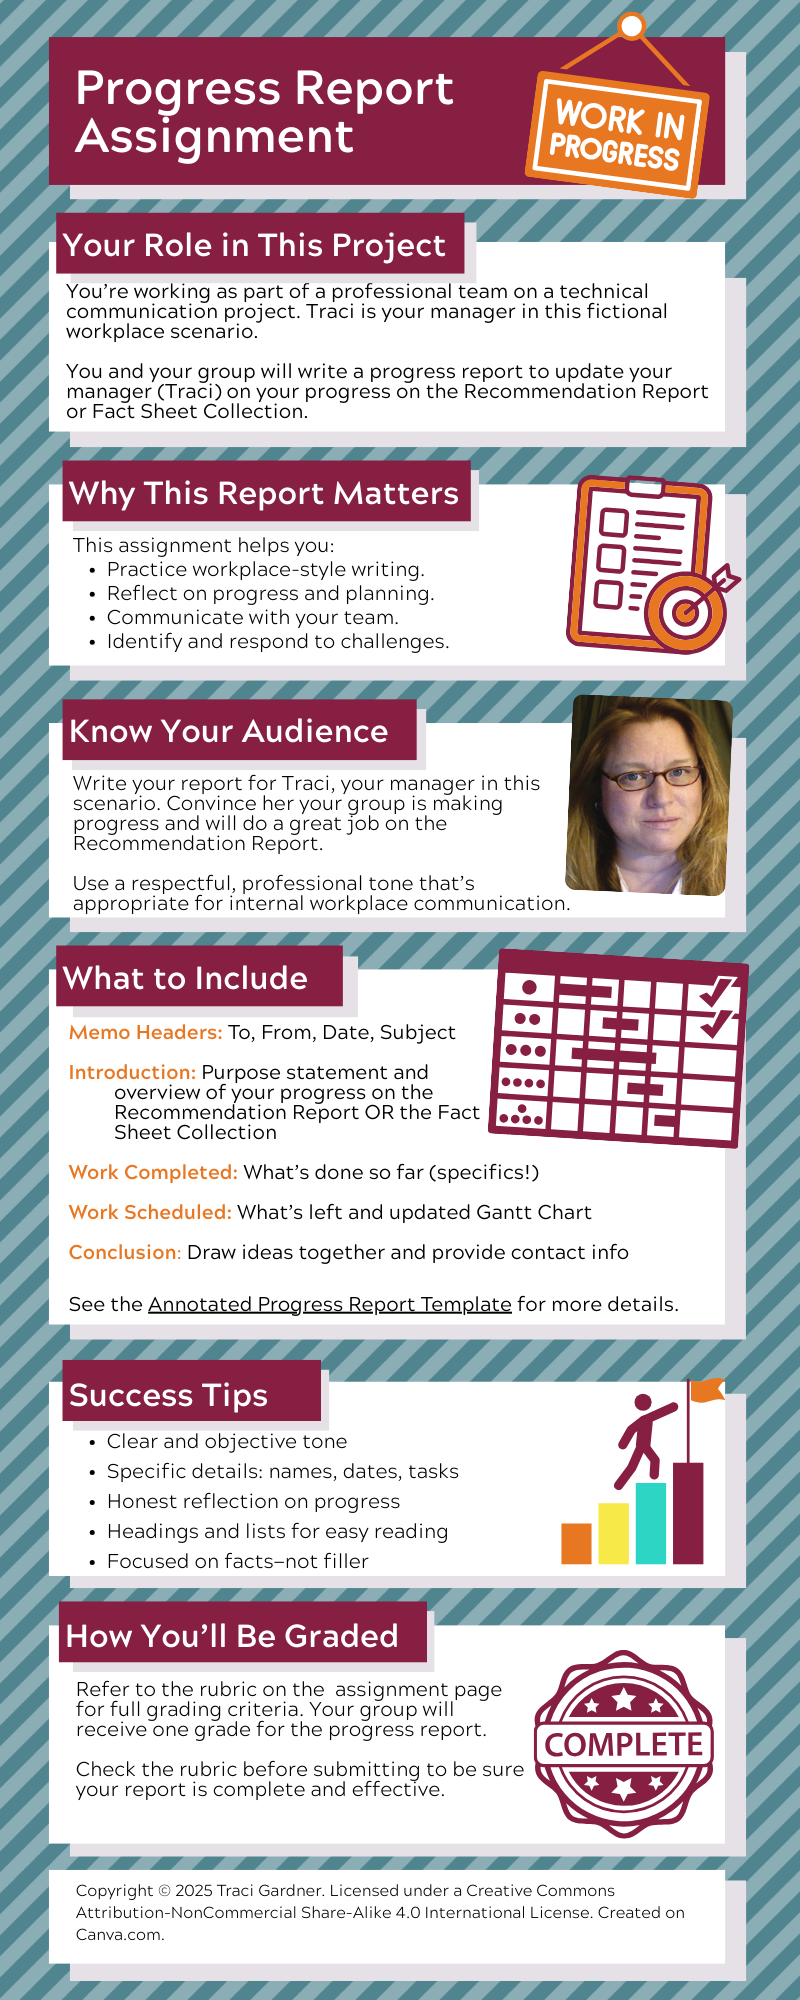 Progress Report
Assignment
WORK IN
PROGRESS
Your Role in This Project
You're working as part of a professional team on a technical
communication project. Traci is your manager in this fictional
workplace scenario.
You and your group will write a progress report to update your
manager (Traci) on your progress on the Recommendation Report
or Fact Sheet Collection.
Why This Report Matters
This assignment helps you:
• Practice workplace-style writing.
• Reflect on progress and planning.
• Communicate with your team.
• Identify and respond to challenges.
Know Your Audience
Write your report for Traci, your manager in this
scenario. Convince her your group is making
progress and will do a great job on the
Recommendation Report.
Use a respectful, professional tone that's
appropriate for internal workplace communication.
What to Include
Memo Headers: To, From, Date, Subject
Introduction: Purpose statement and
overview of your progress on the
Recommendation Report OR the Fact
Sheet Collection
Work Completed: What's done so far (specifics!)
Work Scheduled: What's left and updated Gantt Chart
Conclusion: Draw ideas together and provide contact info
See the Annotated Progress Report Template for more details.
Success Tips
• Clear and objective tone
• Specific details: names, dates, tasks
• Honest reflection on progress
• Headings and lists for easy reading
• Focused on facts—not filler
How You'll Be Graded
Refer to the rubric on the assignment page
for full grading criteria. Your group will
receive one grade for the progress report.
Check the rubric before submitting to be sure
your report is complete and effective.
COMPLETE
Copyright © 2025 Traci Gardner. Licensed under a Creative Commons
Attribution-NonCommercial Share-Alike 4.0 International License. Created on
Canva.com.